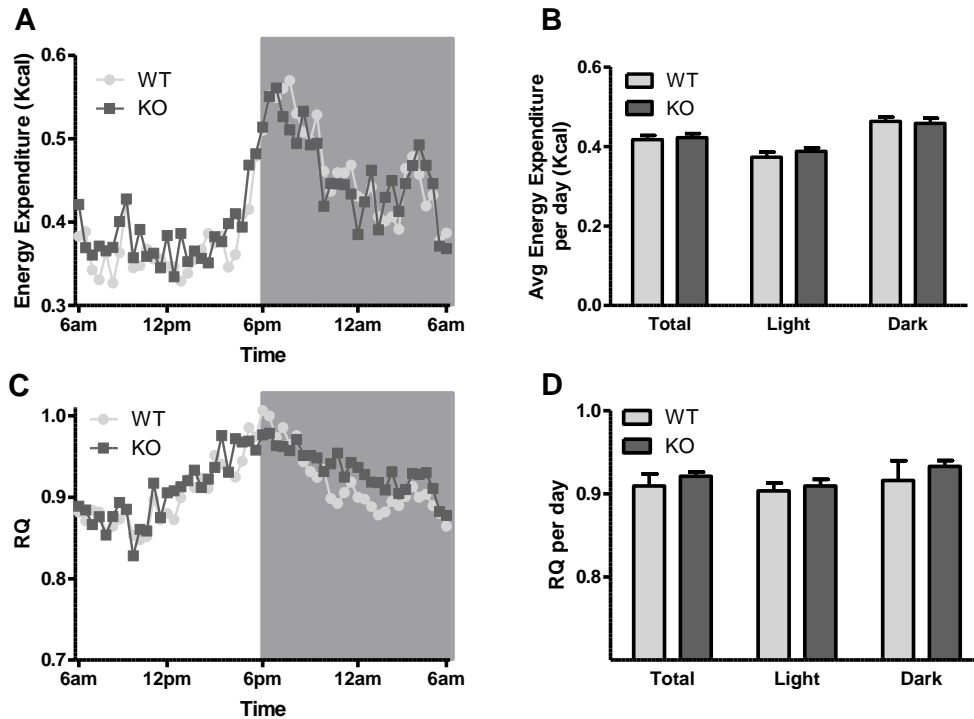 A
Energy Expenditure (Kcal)
0.6
0.5
0.4
0.3
WT
KO
6am 12pm 6pm 12am 6am
Time
B
Avg Energy Expenditure
per day (Kcal)
0.6
0.4
0.2
0.0
WT
KO
Total Light Dark
C
RQ
1.0
0.9
0.8
0.7
WT
KO
6am 12pm 6pm 12am 6am
Time
D
RQ per day
1.0
0.9
0.8
WT
KO
Total Light Dark